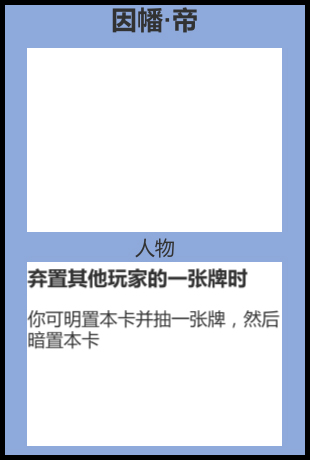 因幡·帝
人物
弃置其他玩家的一张牌时
你可明置本卡并抽一张牌，然后
暗置本卡